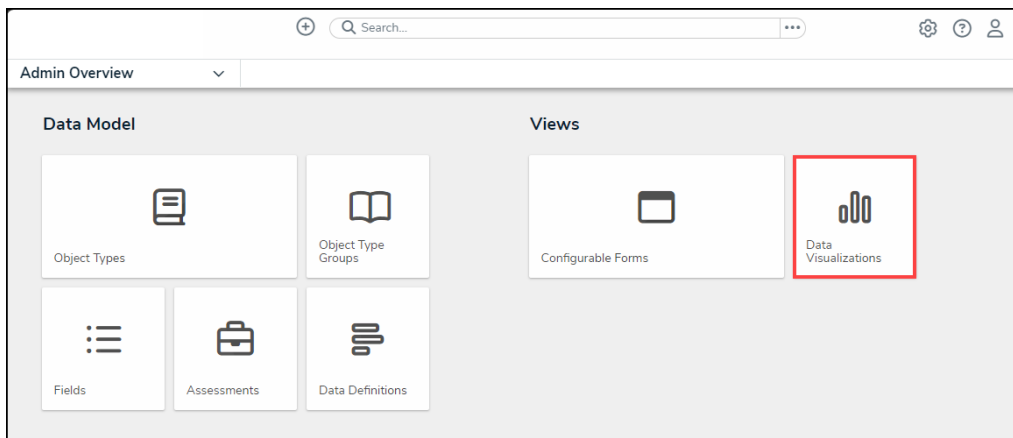 Search...
Admin Overview
Data Model
Views
Object Types
Object Type
Groups
Configurable Forms
Data
Visualizations
Fields
Assessments
Data Definitions